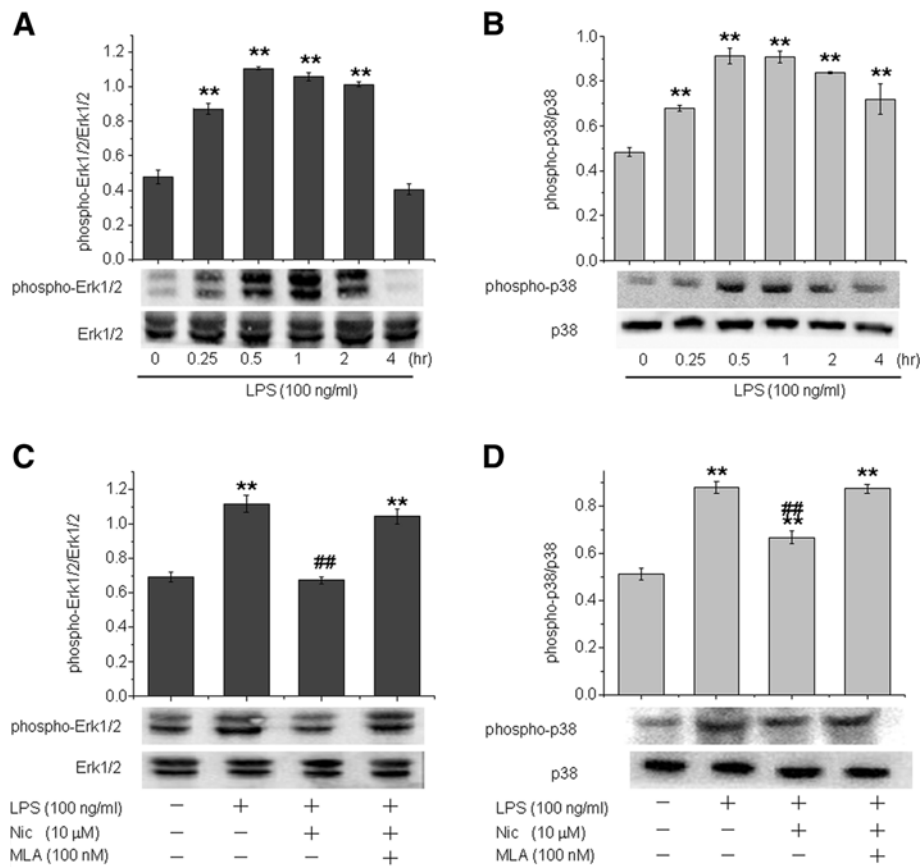 A
phospho-Erk1/2/Erk1/2
1.2
1.0
0.8
0.6
0.4
0.2
0.0
** ** ** **
phospho-Erk1/2
Erk1/2
0 0.25 0.5 1 2 4 (hr)
LPS (100 ng/ml)
B
phospho-p38/p38
1.0
0.8
0.6
0.4
0.2
0.0
** ** ** ** **
phospho-p38
p38
0 0.25 0.5 1 2 4 (hr)
LPS (100 ng/ml)
C
phospho-Erk1/2/Erk1/2
1.2
1.0
0.8
0.6
0.4
0.2
0.0
** ## **
phospho-Erk1/2
Erk1/2
LPS (100 ng/ml) − + + +
Nic (10 µM) − − + +
MLA (100 nM) − − − +
D
phospho-p38/p38
0.8
0.6
0.4
0.2
0.0
** ## ** **
phospho-p38
p38
LPS (100 ng/ml) − + + +
Nic (10 µM) − − + +
MLA (100 nM) − − − +